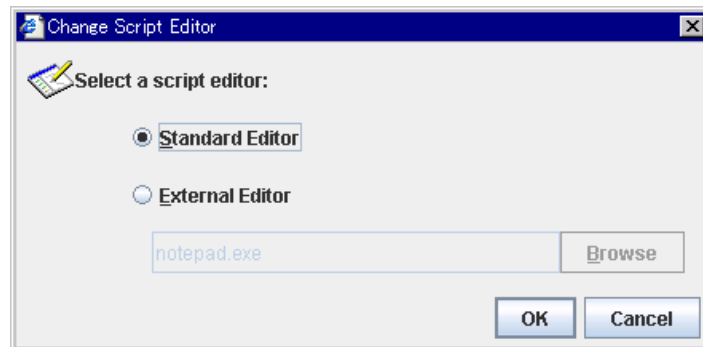 Change Script Editor
Select a script editor:
Standard Editor
External Editor
notepad.exe
Browse
OK Cancel